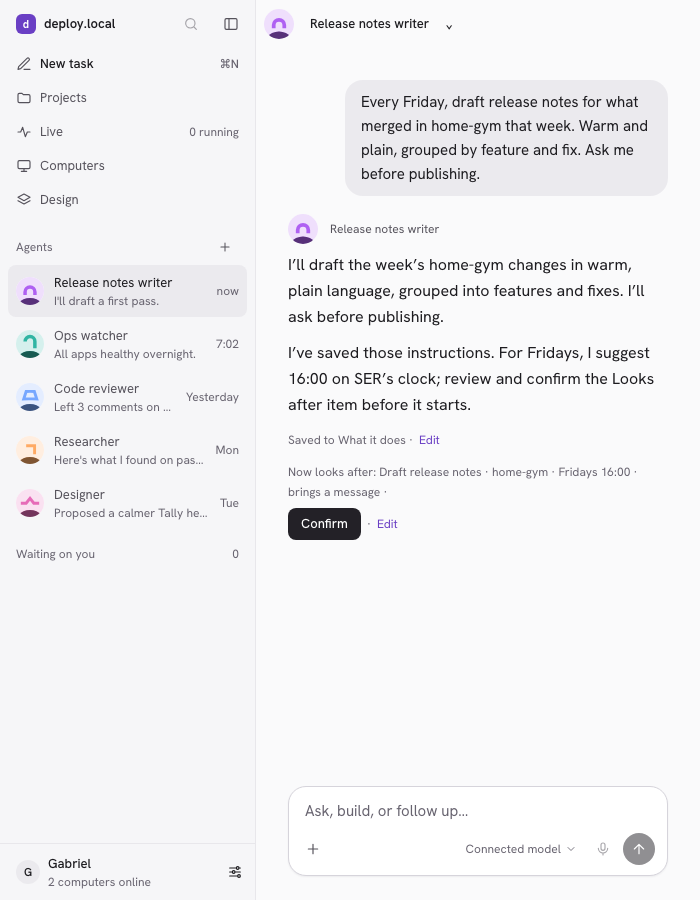 d deploy.local
New task ⌘N
Projects
Live 0 running
Computers
Design
Agents
Release notes writer
I'll draft a first pass. now
Ops watcher
All apps healthy overnight. 7:02
Code reviewer
Left 3 comments on ... Yesterday
Researcher
Here's what I found on pas... Mon
Designer
Proposed a calmer Tally he... Tue
Waiting on you 0
G Gabriel
2 computers online
Release notes writer
Every Friday, draft release notes for what
merged in home-gym that week. Warm and
plain, grouped by feature and fix. Ask me
before publishing.
Release notes writer
I’ll draft the week’s home-gym changes in warm,
plain language, grouped into features and fixes. I’ll
ask before publishing.
I’ve saved those instructions. For Fridays, I suggest
16:00 on SER’s clock; review and confirm the Looks
after item before it starts.
Saved to What it does · Edit
Now looks after: Draft release notes · home-gym · Fridays 16:00 ·
brings a message ·
Confirm · Edit
Ask, build, or follow up...
Connected model